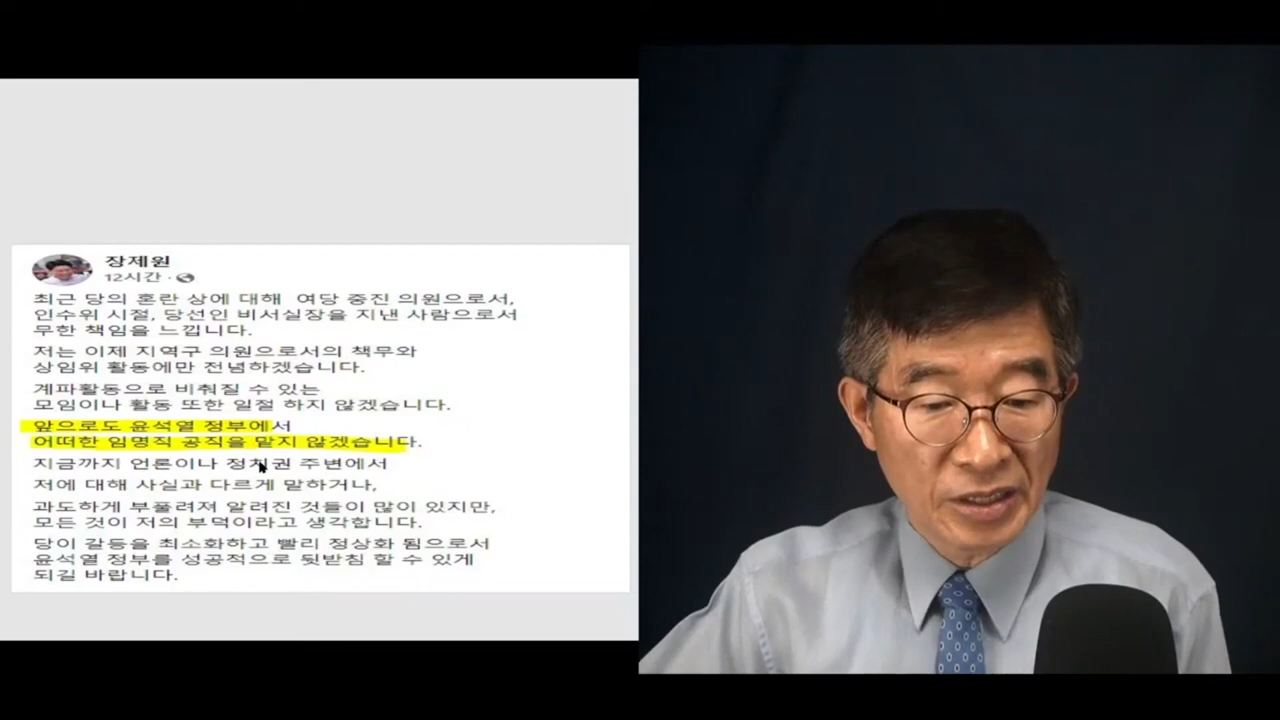 장제원
12시간 ·
최근 당의 혼란 상에 대해 여당 중진 의원으로서,
인수위 시절, 당선인 비서실장을 지낸 사람으로서
무한 책임을 느낍니다.
저는 이제 지역구 의원으로서의 책무와
상임위 활동에만 전념하겠습니다.
계파활동으로 비춰질 수 있는
모임이나 활동 또한 일절 하지 않겠습니다.
앞으로도 윤석열 정부에서
어떠한 임명직 공직을 맡지 않겠습니다.
지금까지 언론이나 정치권 주변에서
저에 대해 사실과 다르게 말하거나,
과도하게 부풀려져 알려진 것들이 많이 있지만,
모든 것이 저의 부덕이라고 생각합니다.
당이 갈등을 최소화하고 빨리 정상화 됨으로서
윤석열 정부를 성공적으로 뒷받침 할 수 있게
되길 바랍니다.